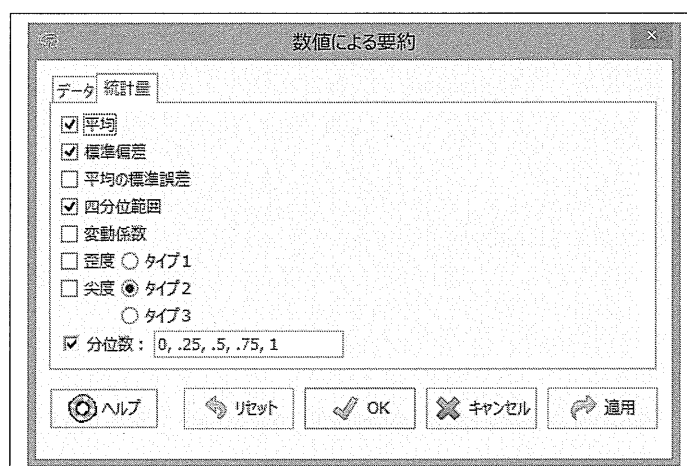 数値による要約
データ 統計量
平均
標準偏差
平均の標準誤差
四分位範囲
変動係数
歪度 タイプ1
尖度 タイプ2
タイプ3
分位数： 0, .25, .5, .75, 1
ヘルプ リセット OK キャンセル 適用